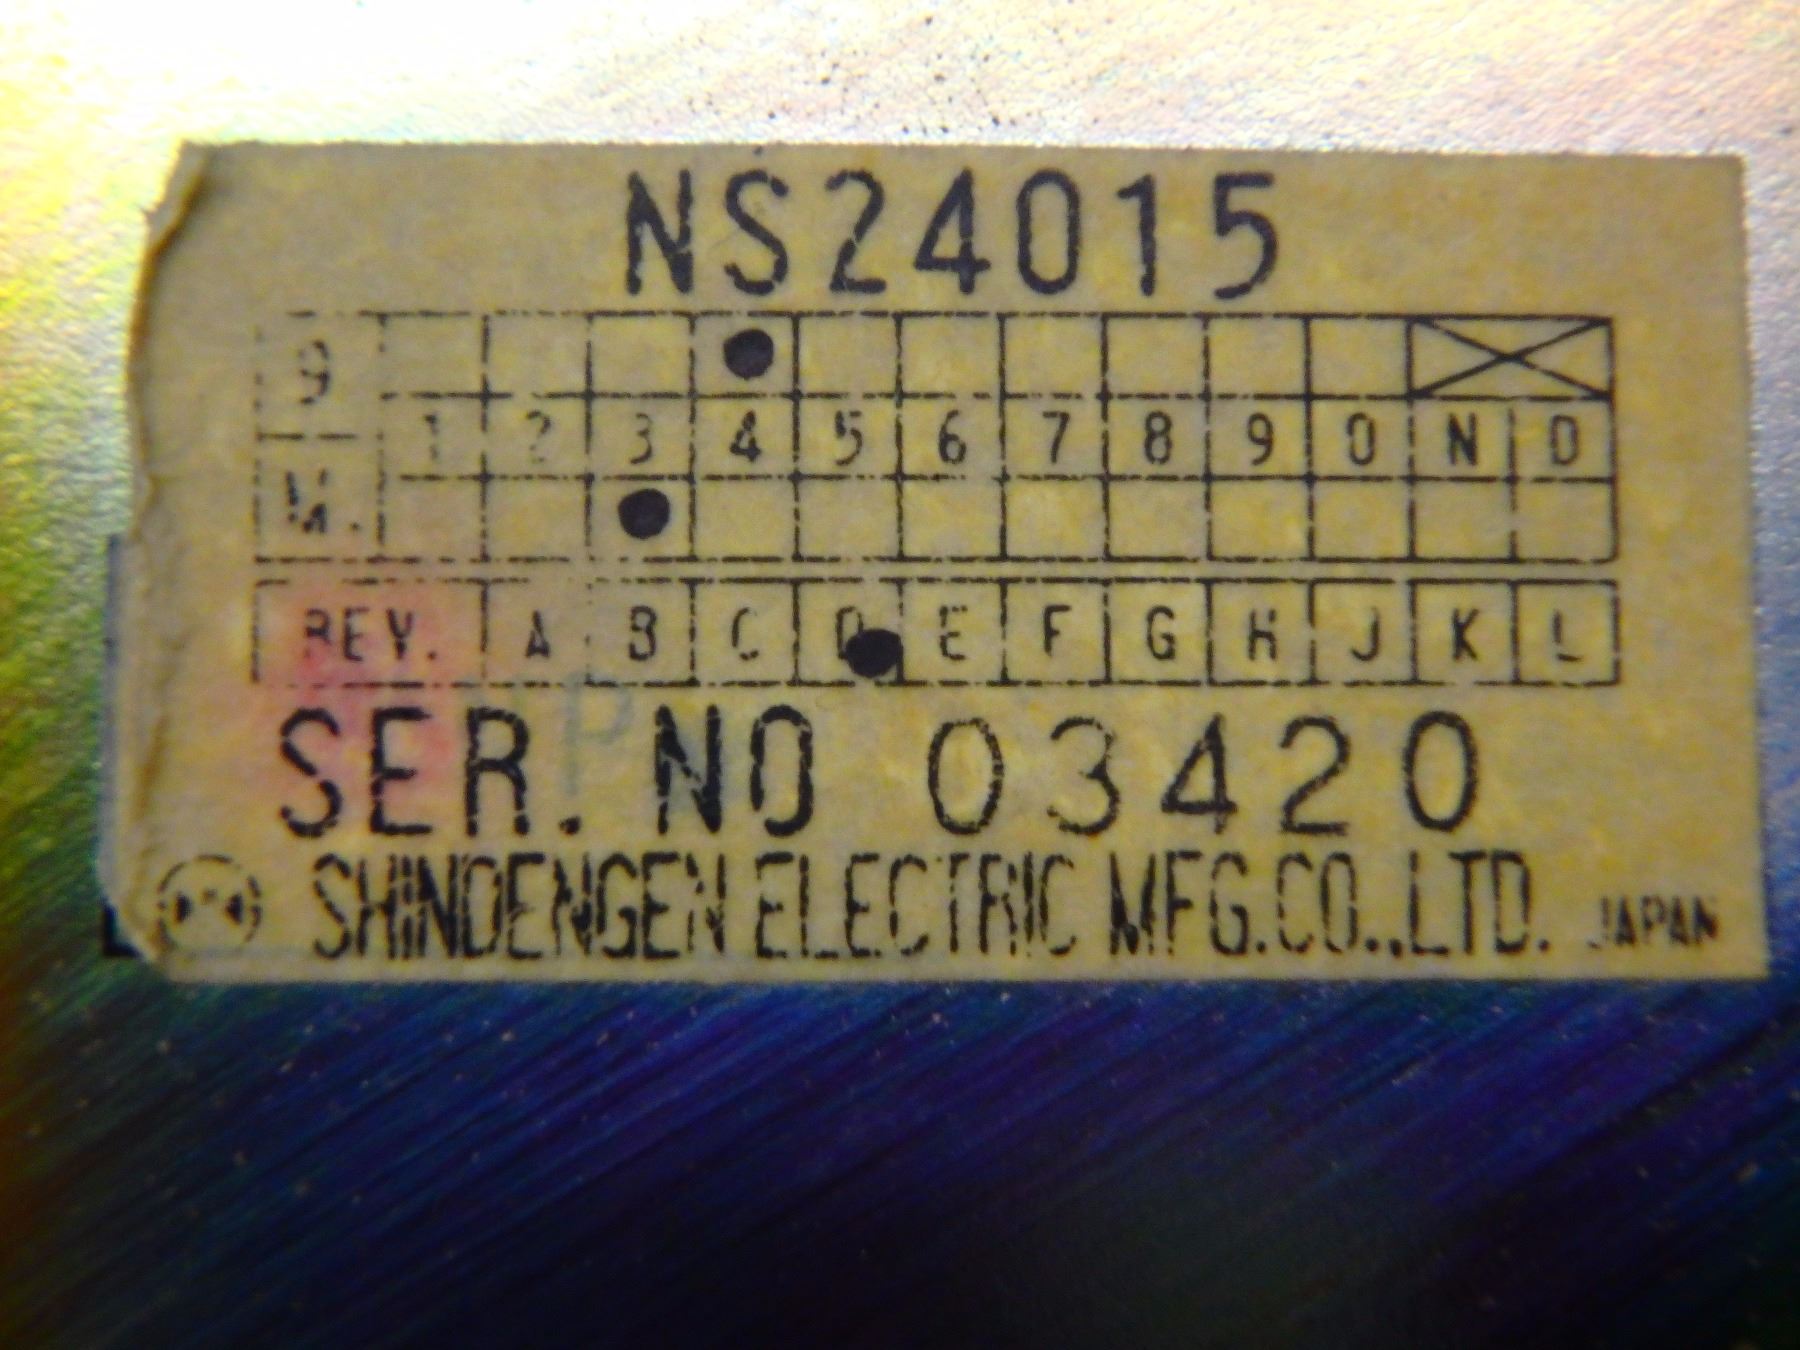 NS24015
9
1 2 3 4 5 6 7 8 9 0 N D
M.
REV. A B C D E F G H J K L
P
SER. NO 03420
SHINDENGEN ELECTRIC MFG.CO.,LTD. JAPAN